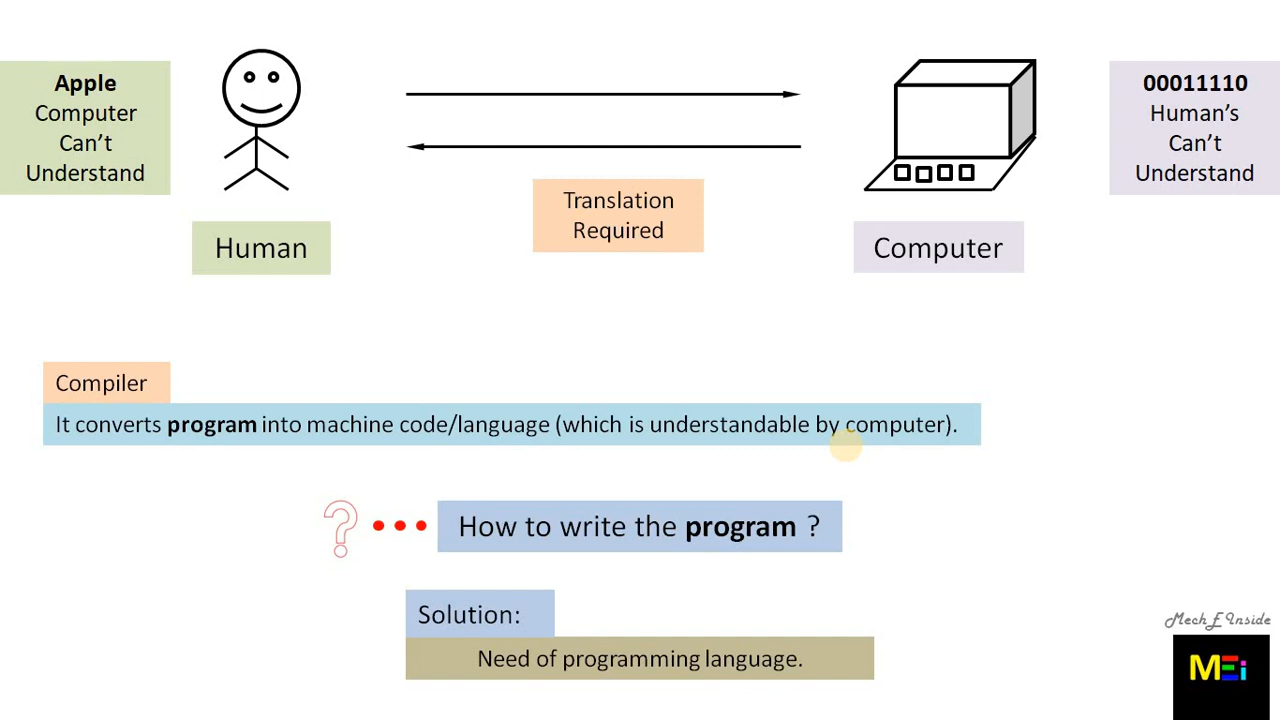 Apple
Computer
Can't
Understand
00011110
Human's
Can't
Understand
Translation
Required
Human
Computer
Compiler
It converts program into machine code/language (which is understandable by computer).
? How to write the program ?
Solution:
Need of programming language.
Mech E Inside
MEi